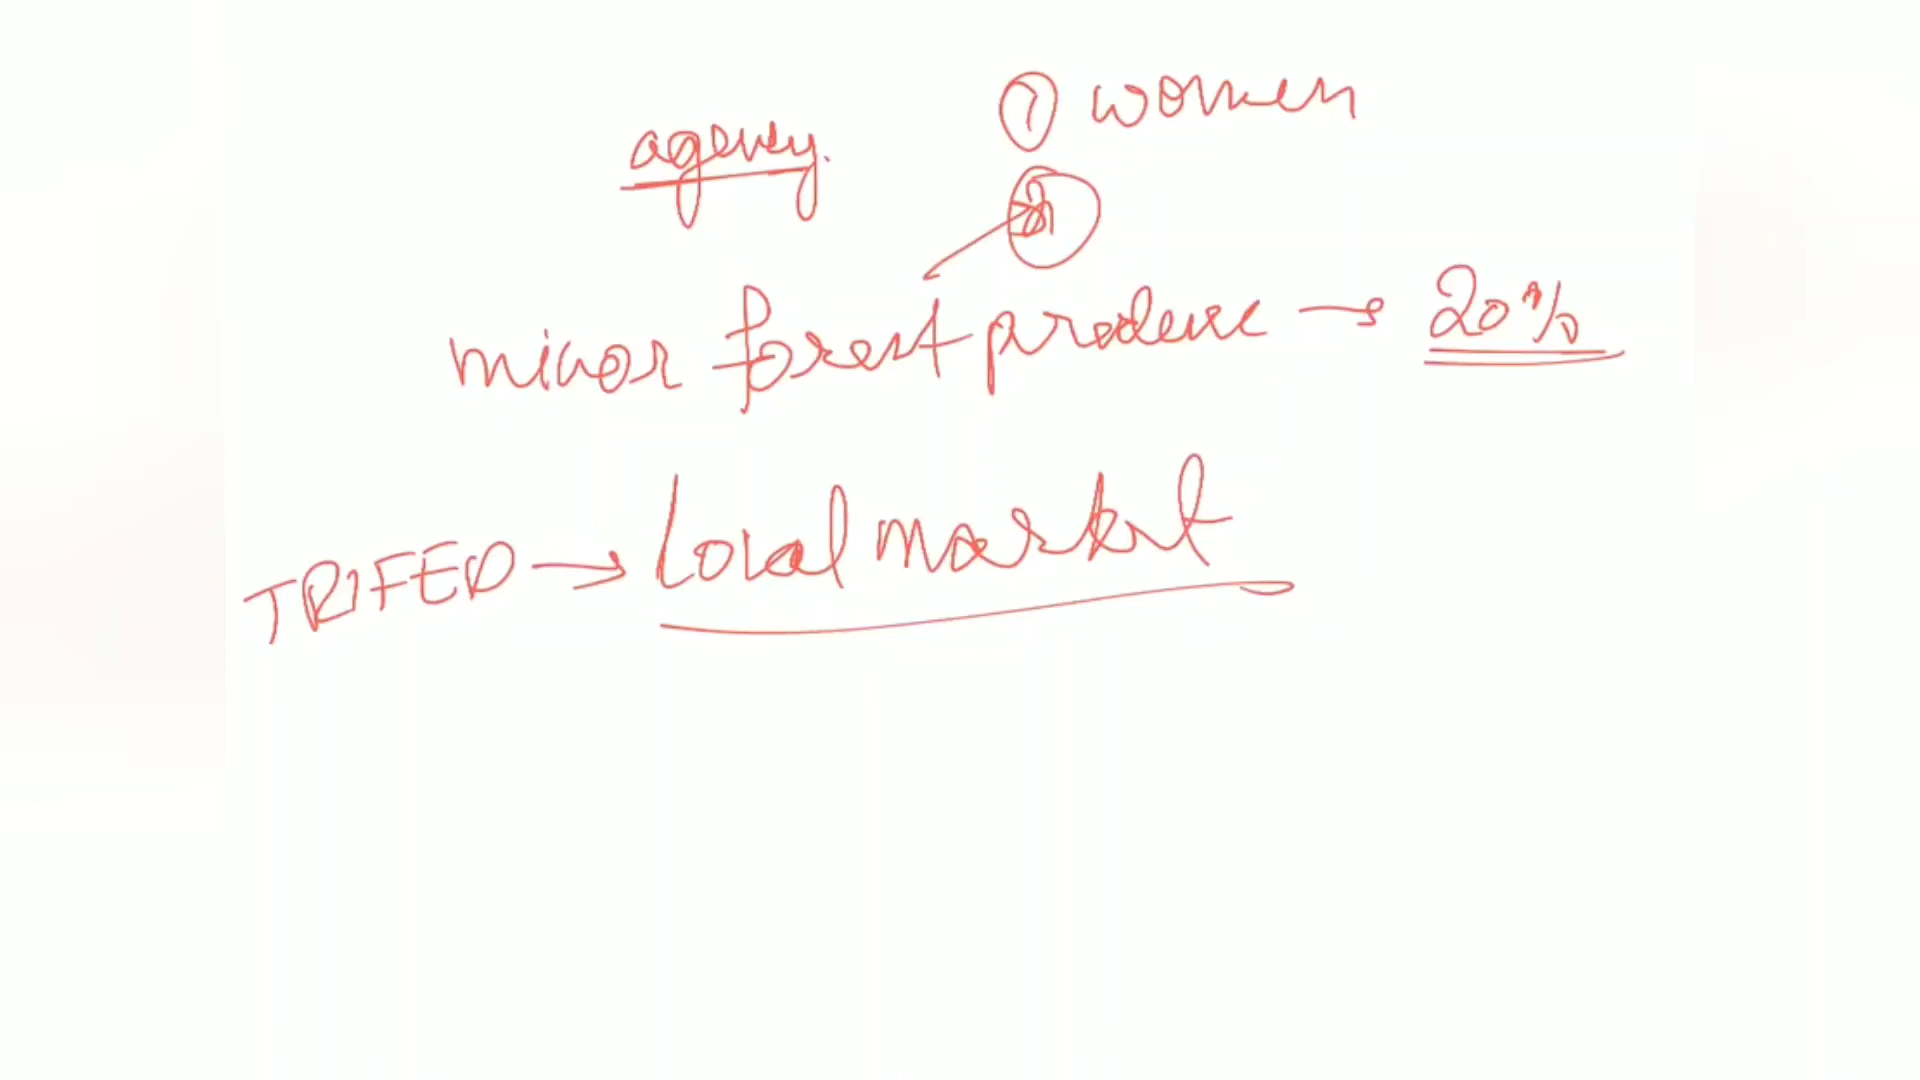 ① women
agency.
minor forest produce → 20%
TRIFED → Local market